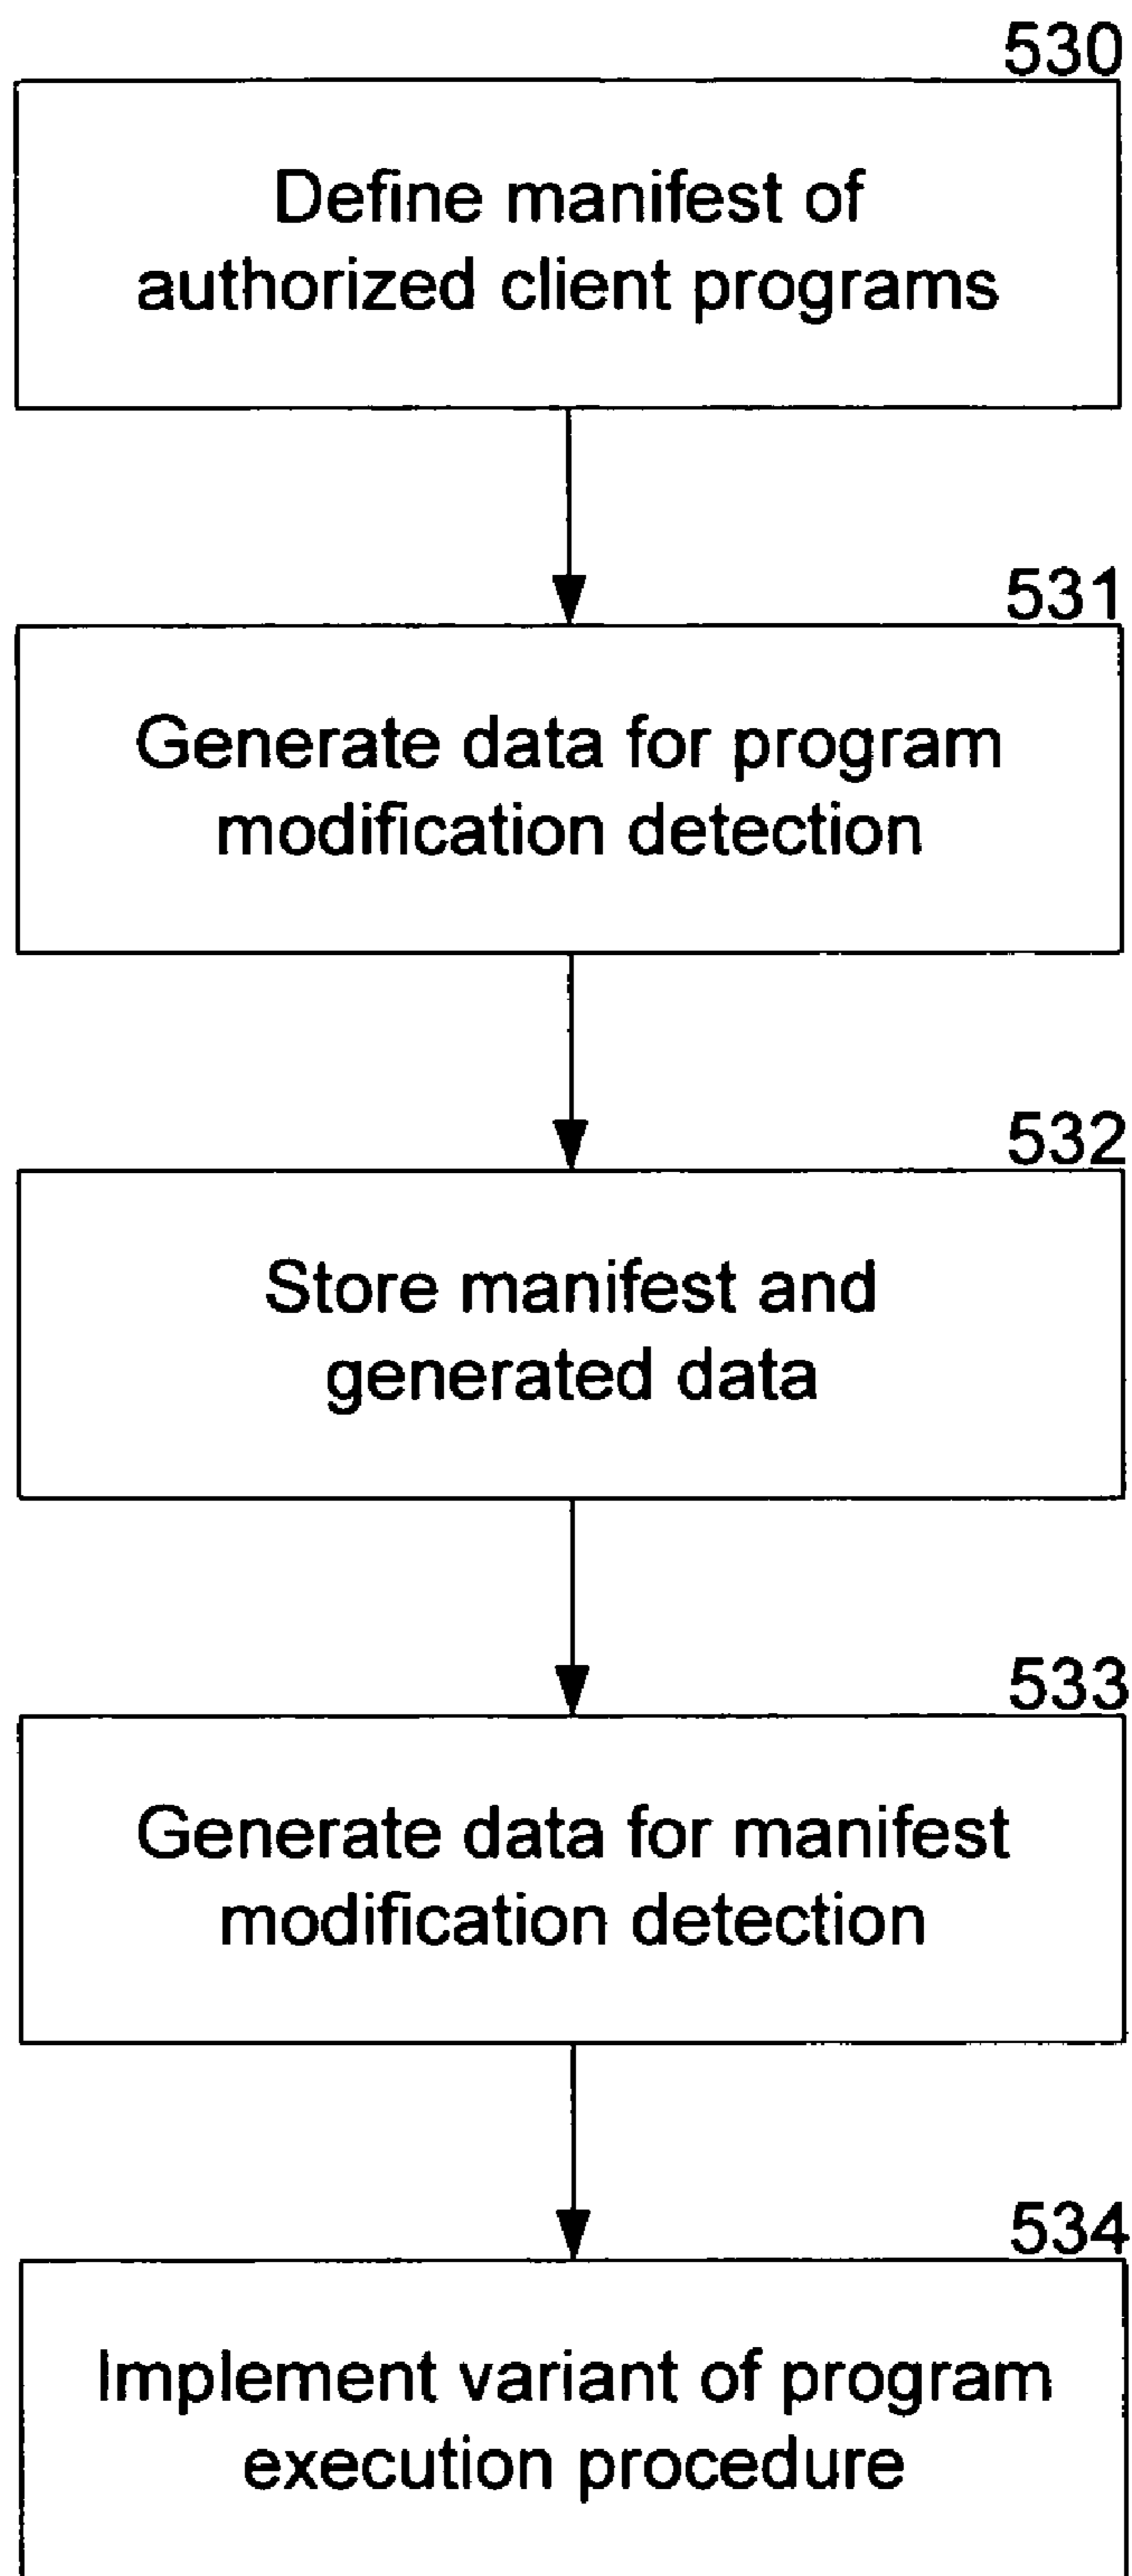 530
Define manifest of
authorized client programs
531
Generate data for program
modification detection
532
Store manifest and
generated data
533
Generate data for manifest
modification detection
534
Implement variant of program
execution procedure